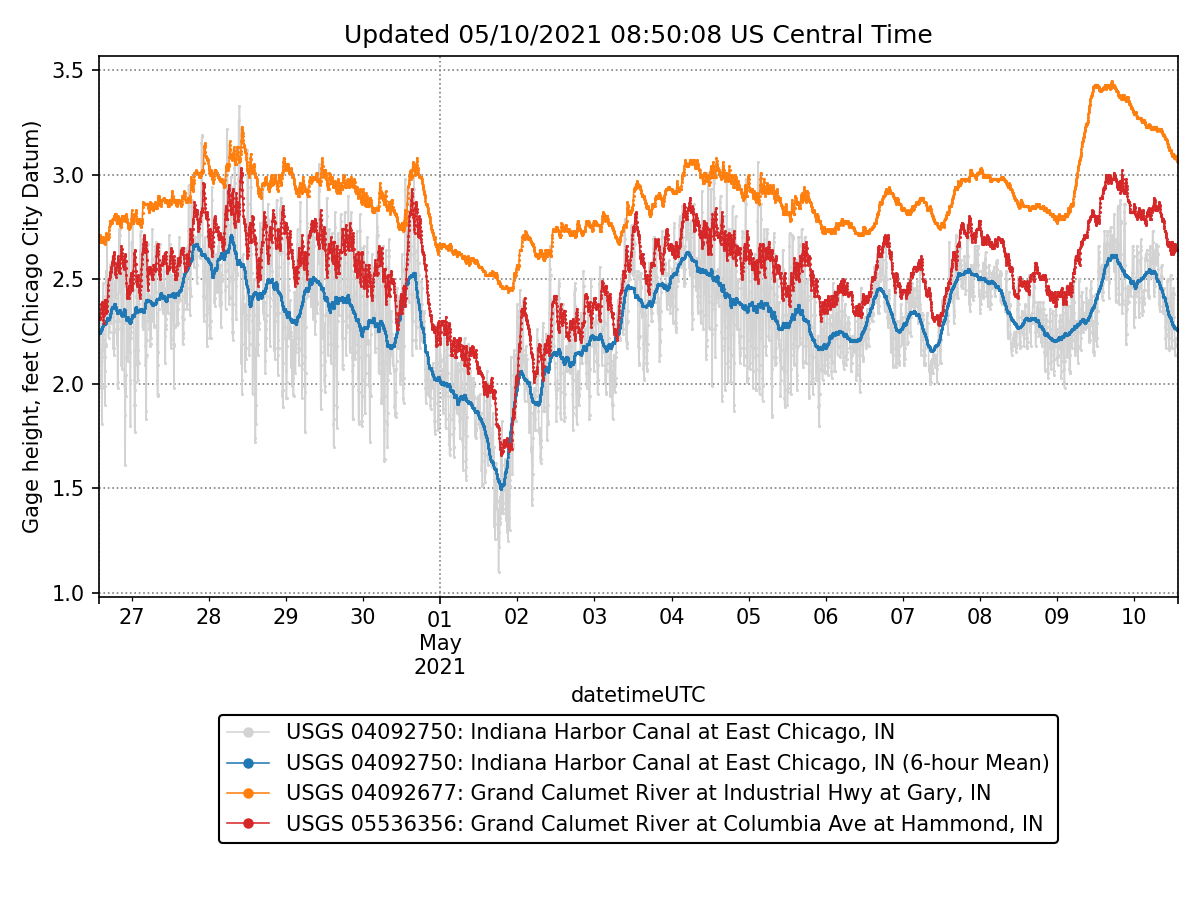 Updated 05/10/2021 08:50:08 US Central Time
Gage height, feet (Chicago City Datum)
3.5
3.0
2.5
2.0
1.5
1.0
27 28 29 30 01 02 03 04 05 06 07 08 09 10
May
2021
datetimeUTC
USGS 04092750: Indiana Harbor Canal at East Chicago, IN
USGS 04092750: Indiana Harbor Canal at East Chicago, IN (6-hour Mean)
USGS 04092677: Grand Calumet River at Industrial Hwy at Gary, IN
USGS 05536356: Grand Calumet River at Columbia Ave at Hammond, IN